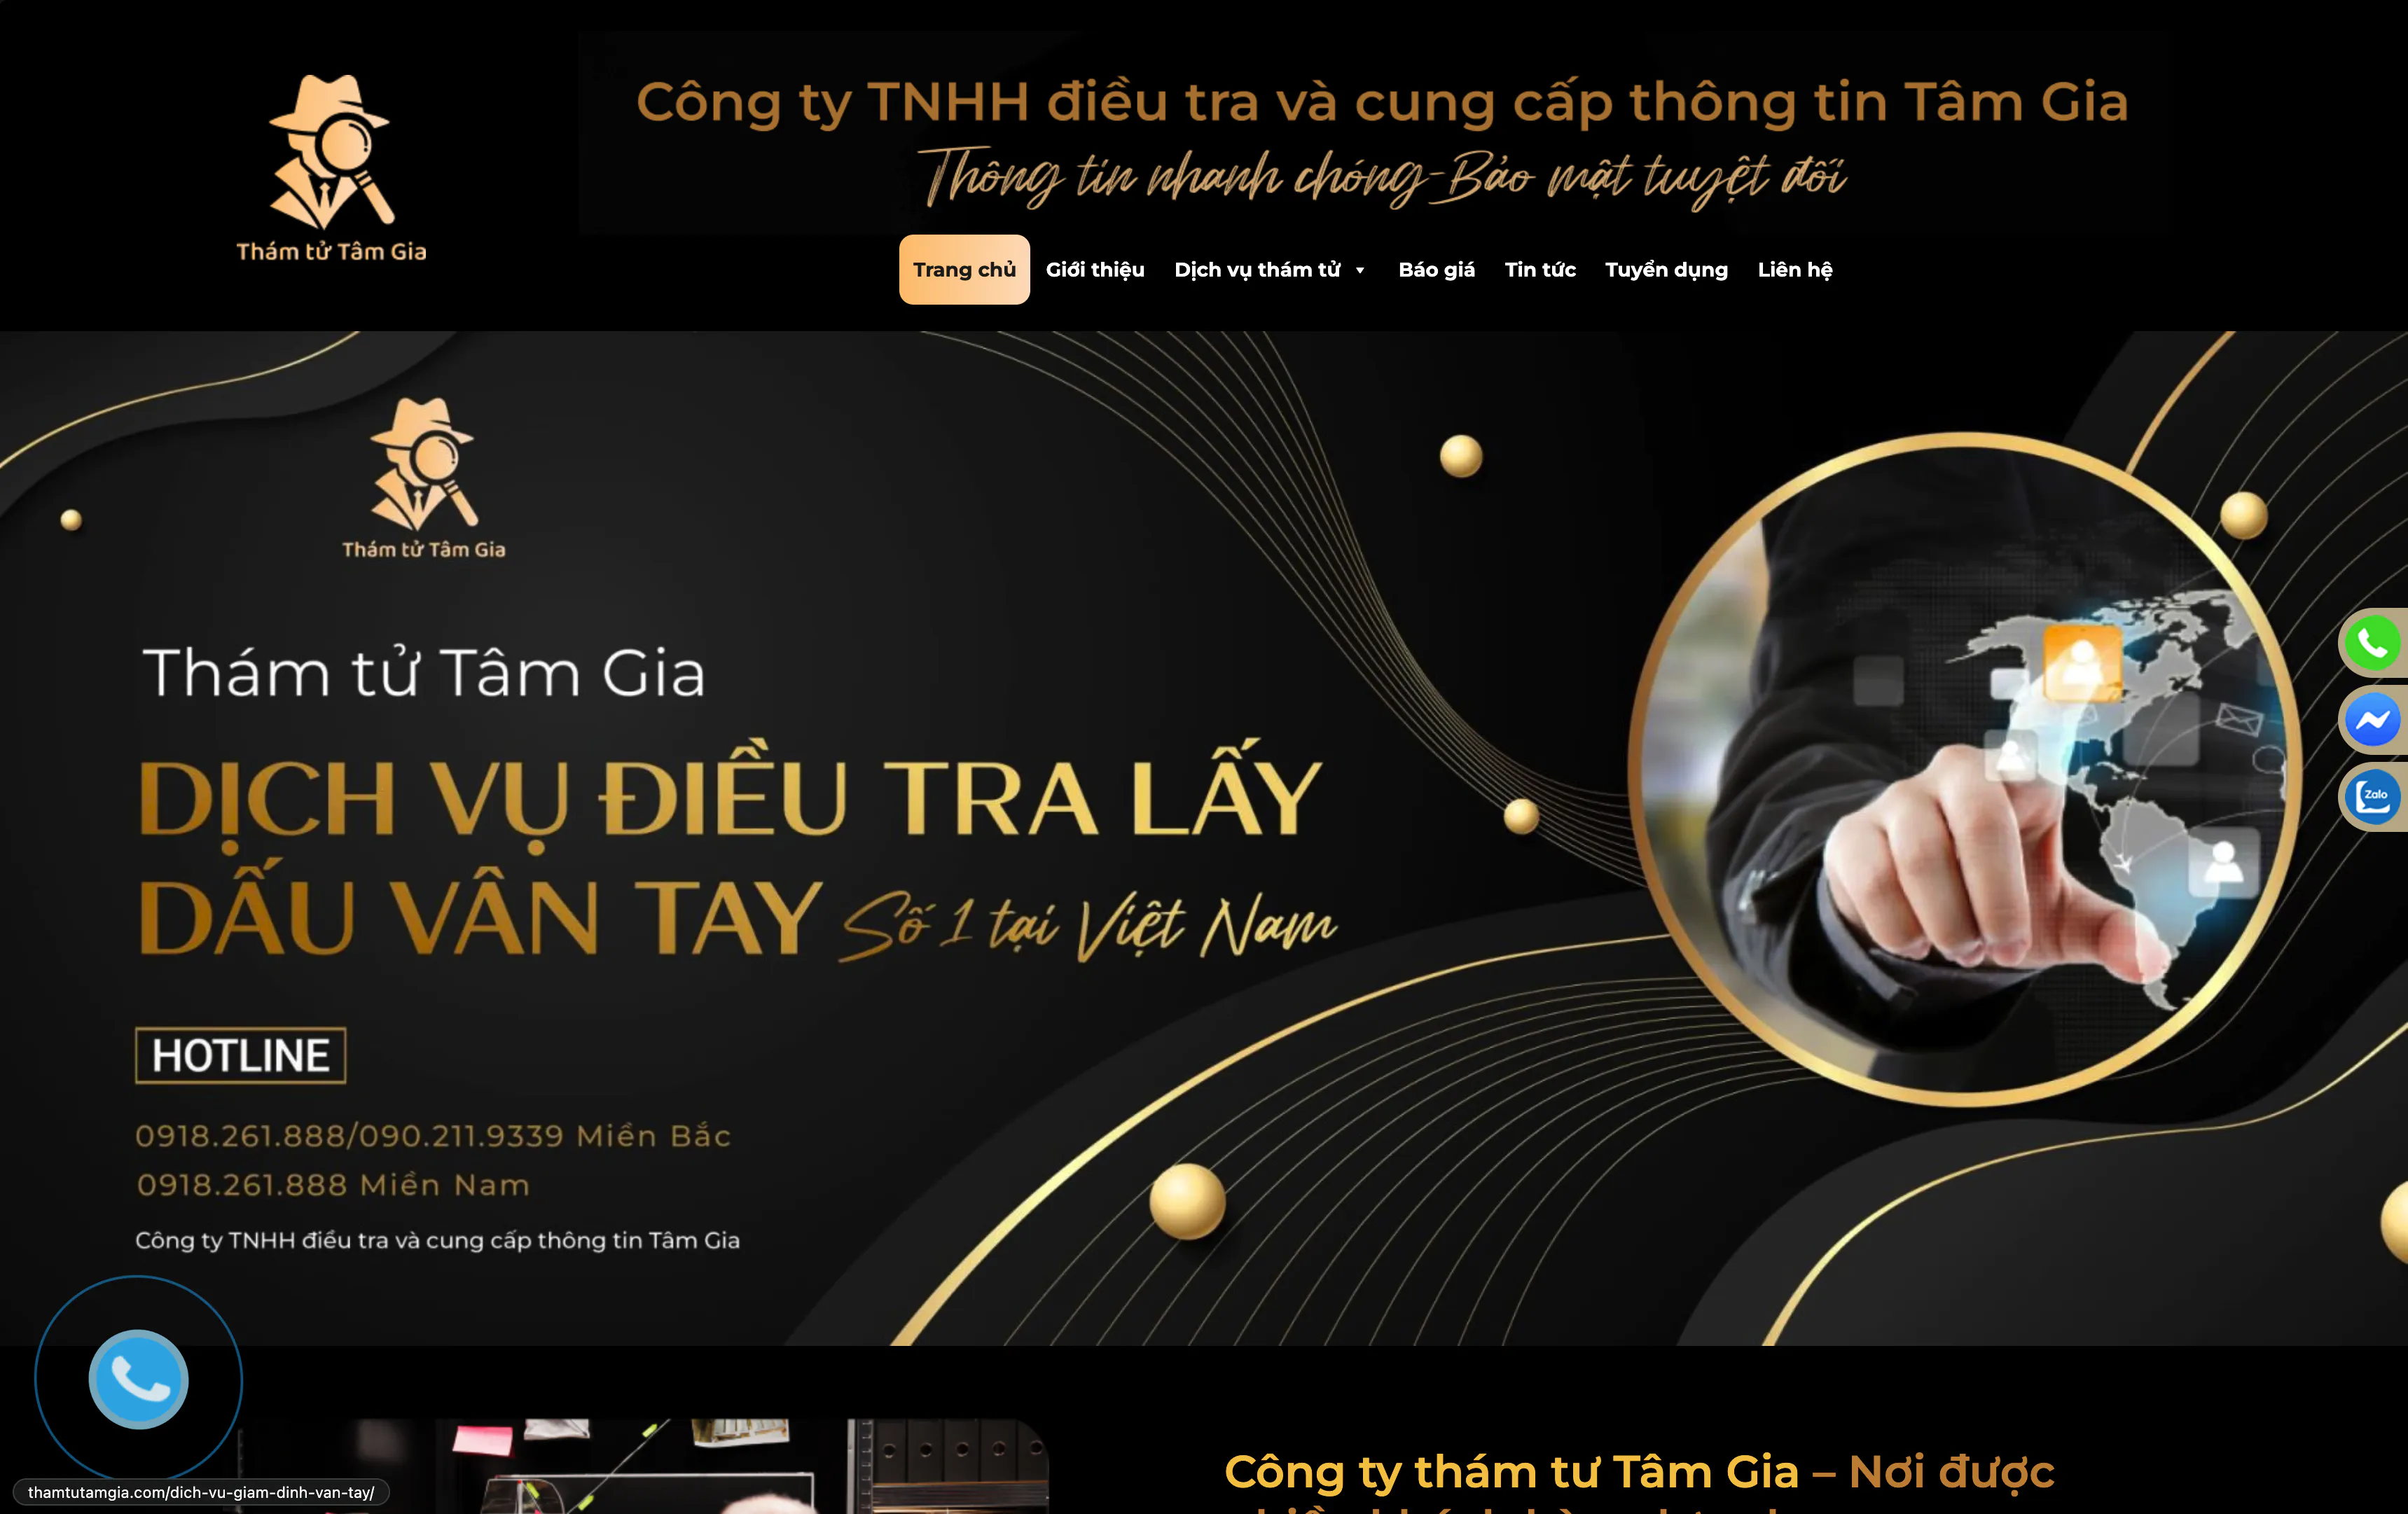 Công ty TNHH điều tra và cung cấp thông tin Tâm Gia
Thông tin nhanh chóng-Bảo mật tuyệt đối
Thám tử Tâm Gia
Trang chủ Giới thiệu Dịch vụ thám tử Báo giá Tin tức Tuyển dụng Liên hệ
Thám tử Tâm Gia
Thám tử Tâm Gia
DỊCH VỤ ĐIỀU TRA LẤY
DẤU VÂN TAY Số 1 tại Việt Nam
HOTLINE
0918.261.888/090.211.9339 Miền Bắc
0918.261.888 Miền Nam
Công ty TNHH điều tra và cung cấp thông tin Tâm Gia
Zalo
Công ty thám tư Tâm Gia – Nơi được
thamtutamgia.com/dich-vu-giam-dinh-van-tay/